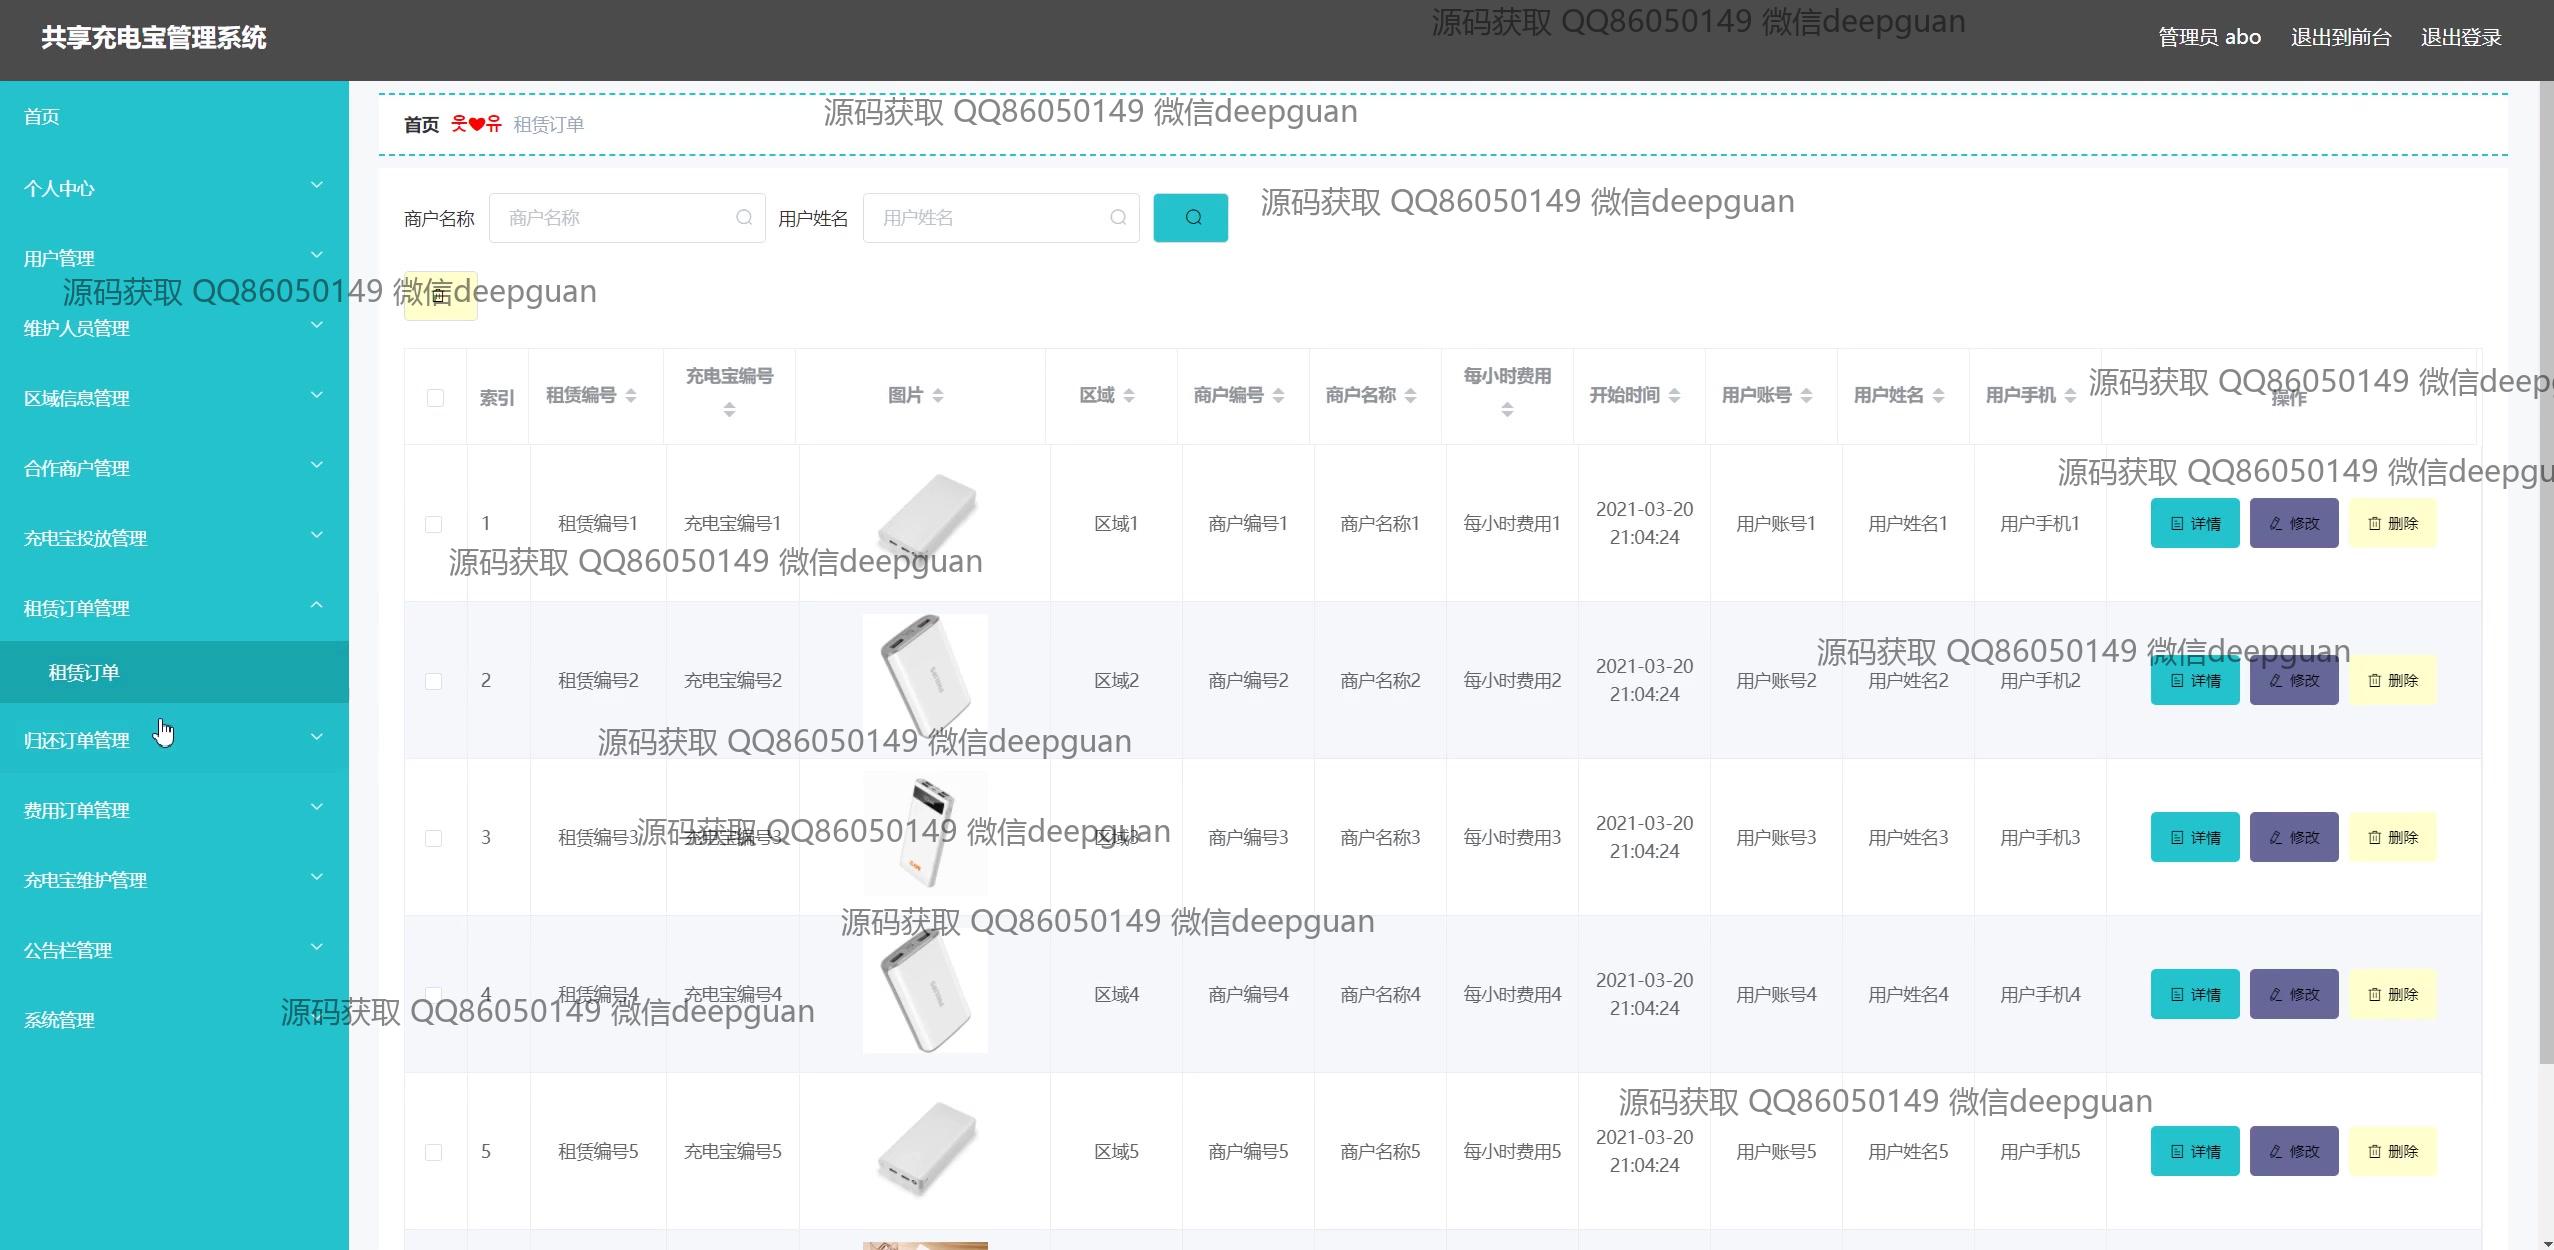 共享充电宝管理系统
源码获取 QQ86050149 微信deepguan
管理员 abo 退出到前台 退出登录
首页
个人中心
用户管理
维护人员管理
区域信息管理
合作商户管理
充电宝投放管理
租赁订单管理
租赁订单
归还订单管理
费用订单管理
充电宝维护管理
公告栏管理
系统管理
首页 웃❤유 租赁订单
源码获取 QQ86050149 微信deepguan
商户名称 商户名称 用户姓名 用户姓名
源码获取 QQ86050149 微信deepguan
源码获取 QQ86050149 微信deepguan
索引 租赁编号 充电宝编号 图片 区域 商户编号 商户名称 每小时费用 开始时间 用户账号 用户姓名 用户手机 操作
源码获取 QQ86050149 微信deep
源码获取 QQ86050149 微信deepgu
1 租赁编号1 充电宝编号1 区域1 商户编号1 商户名称1 每小时费用1 2021-03-20 21:04:24 用户账号1 用户姓名1 用户手机1 详情 修改 删除
源码获取 QQ86050149 微信deepguan
源码获取 QQ86050149 微信deepguan
2 租赁编号2 充电宝编号2 区域2 商户编号2 商户名称2 每小时费用2 2021-03-20 21:04:24 用户账号2 用户姓名2 用户手机2 详情 修改 删除
源码获取 QQ86050149 微信deepguan
3 租赁编号3 充电宝编号3 区域3 商户编号3 商户名称3 每小时费用3 2021-03-20 21:04:24 用户账号3 用户姓名3 用户手机3 详情 修改 删除
源码获取 QQ86050149 微信deepguan
源码获取 QQ86050149 微信deepguan
4 租赁编号4 充电宝编号4 区域4 商户编号4 商户名称4 每小时费用4 2021-03-20 21:04:24 用户账号4 用户姓名4 用户手机4 详情 修改 删除
源码获取 QQ86050149 微信deepguan
源码获取 QQ86050149 微信deepguan
5 租赁编号5 充电宝编号5 区域5 商户编号5 商户名称5 每小时费用5 2021-03-20 21:04:24 用户账号5 用户姓名5 用户手机5 详情 修改 删除